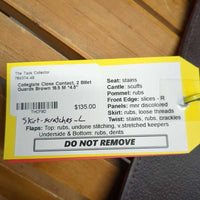 The Tack Collector
Collegiate Close Contact, 2 Billet
Guards Brown 16.5 M *4.5"
$135.00
Skirt-scratches-L
Seat: stains
Cantle: scuffs
Pommel: rubs
Front Edge: slices - R
Panels: mnr discolored
Skirt: rubs, loose threads
Twist: stains, rubs, crackles
Flaps: Top: rubs, undone stitching, v.stretched keepers
Underside & Bottom: rubs, dents
DO NOT REMOVE